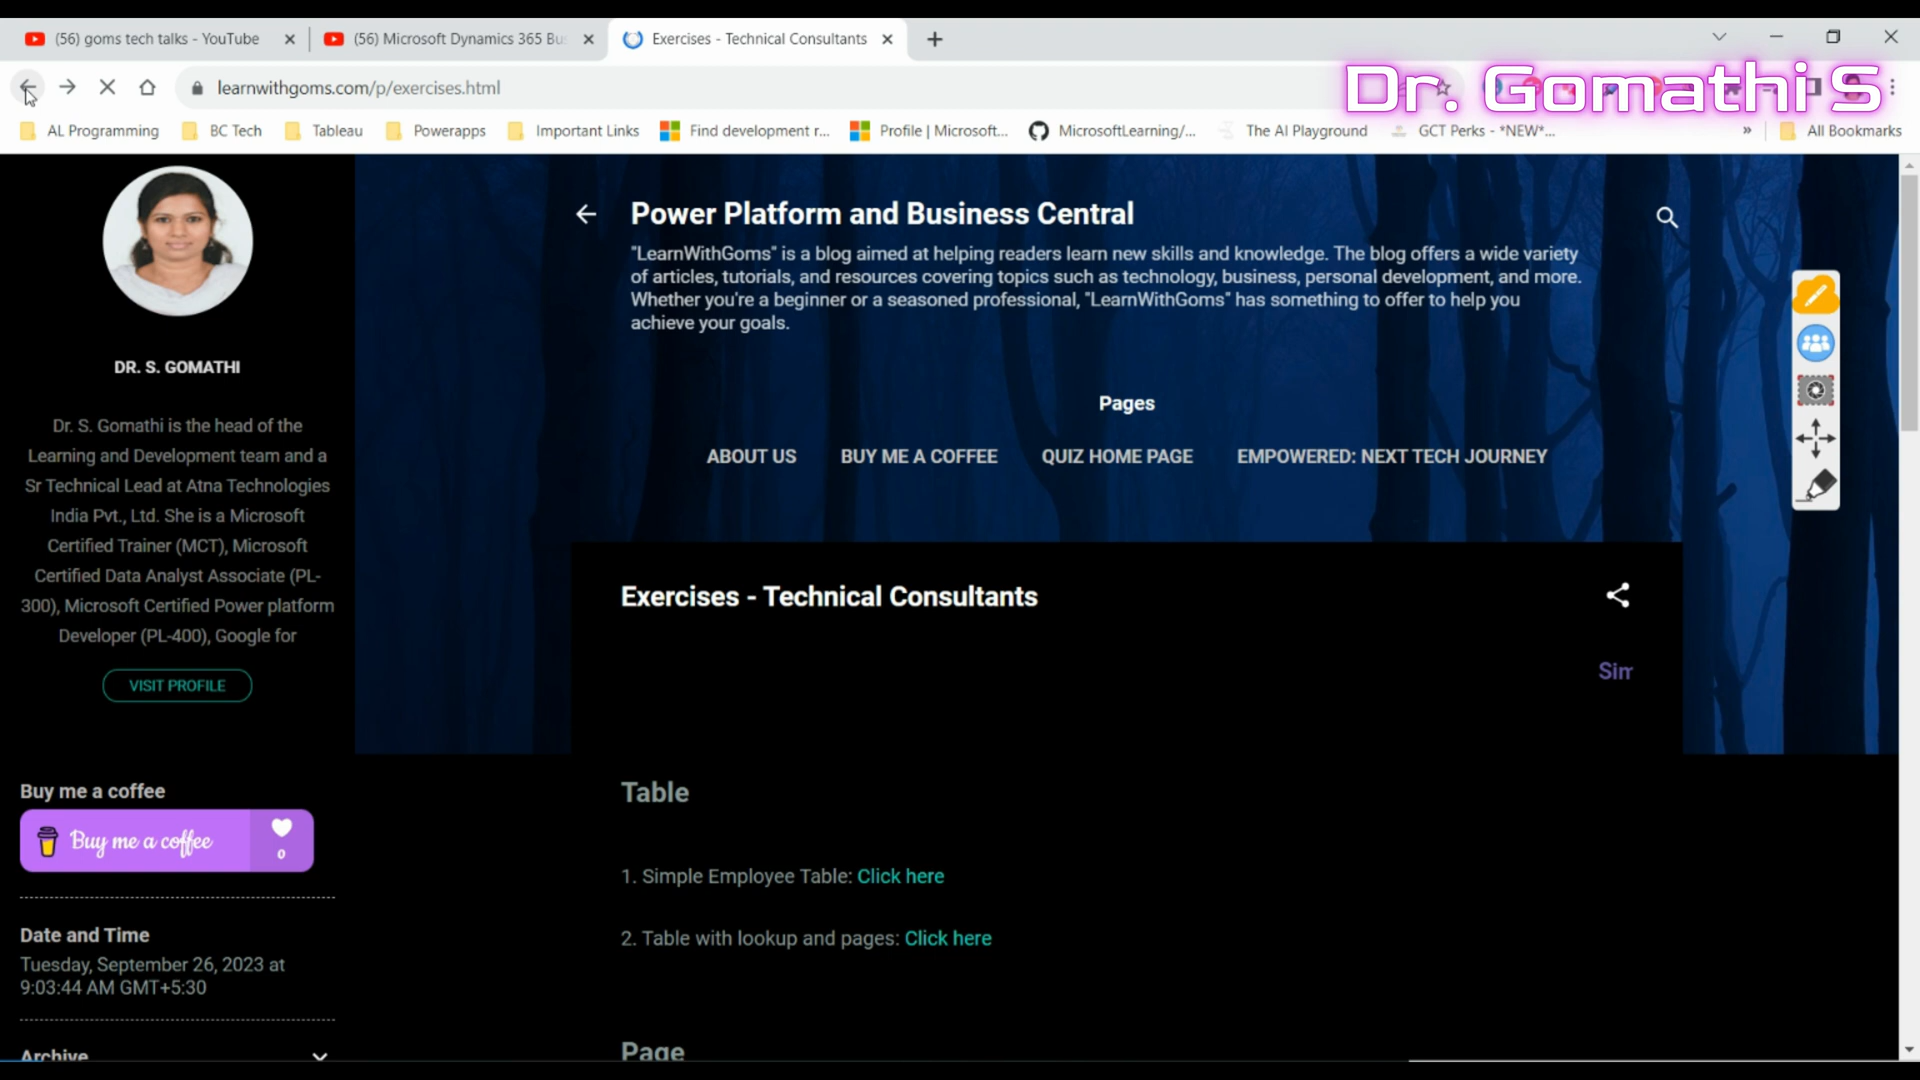 (56) goms tech talks - YouTube
(56) Microsoft Dynamics 365 Bu
Exercises - Technical Consultants
learnwithgoms.com/p/exercises.html
Dr. Gomathi S
AL Programming
BC Tech
Tableau
Powerapps
Important Links
Find development r...
Profile | Microsoft...
MicrosoftLearning/...
The AI Playground
GCT Perks - *NEW*...
»
All Bookmarks
DR. S. GOMATHI
Dr. S. Gomathi is the head of the
Learning and Development team and a
Sr Technical Lead at Atna Technologies
India Pvt., Ltd. She is a Microsoft
Certified Trainer (MCT), Microsoft
Certified Data Analyst Associate (PL-
300), Microsoft Certified Power platform
Developer (PL-400), Google for
VISIT PROFILE
Buy me a coffee
Buy me a coffee
0
Date and Time
Tuesday, September 26, 2023 at
9:03:44 AM GMT+5:30
Archive
Power Platform and Business Central
"LearnWithGoms" is a blog aimed at helping readers learn new skills and knowledge. The blog offers a wide variety
of articles, tutorials, and resources covering topics such as technology, business, personal development, and more.
Whether you're a beginner or a seasoned professional, "LearnWithGoms" has something to offer to help you
achieve your goals.
Pages
ABOUT US
BUY ME A COFFEE
QUIZ HOME PAGE
EMPOWERED: NEXT TECH JOURNEY
Exercises - Technical Consultants
Sim
Table
1. Simple Employee Table: Click here
2. Table with lookup and pages: Click here
Page